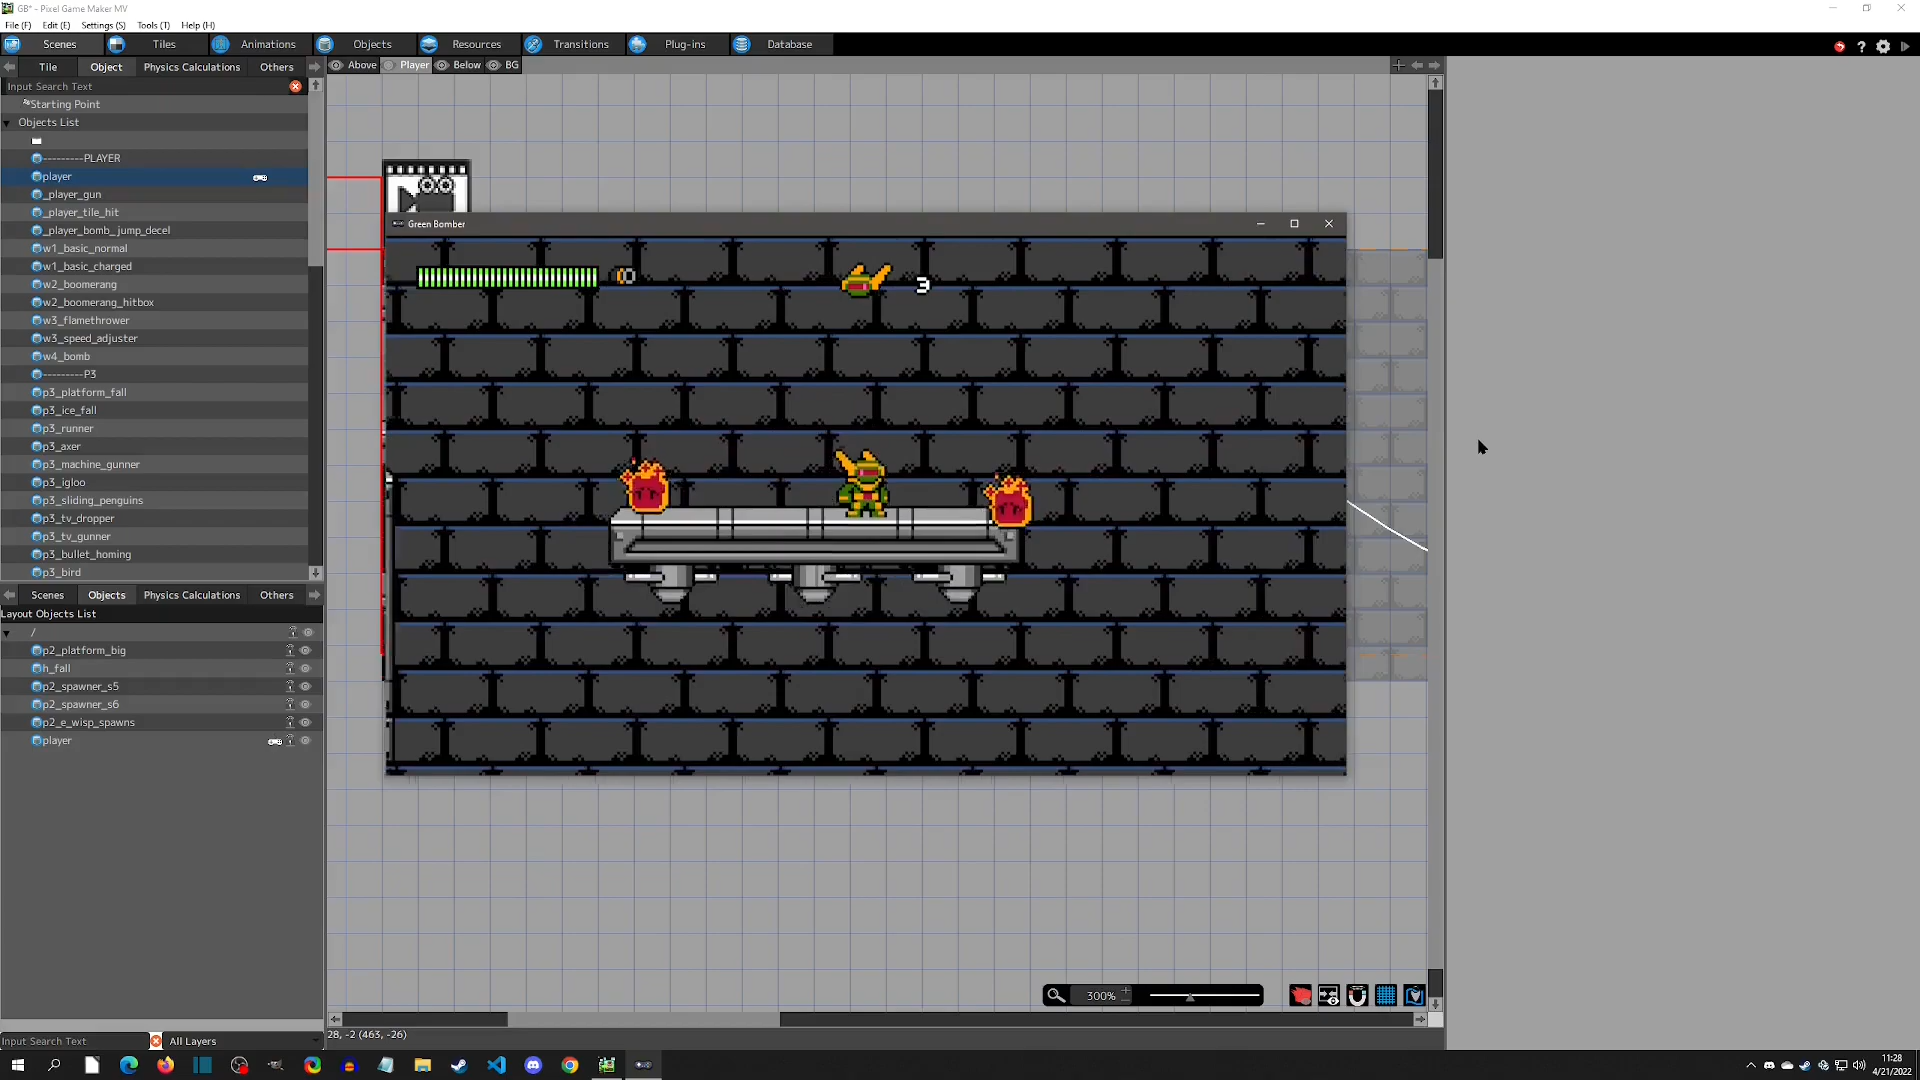 GB* - Pixel Game Maker MV
File (F) Edit (E) Settings (S) Tools (T) Help (H)
Scenes Tiles Animations Objects Resources Transitions Plug-ins Database
Tile Object Physics Calculations Others
Above Player Below BG
Input Search Text
Starting Point
Objects List
---------PLAYER
player
_player_gun
_player_tile_hit
_player_bomb_jump_decel
w1_basic_normal
w1_basic_charged
w2_boomerang
w2_boomerang_hitbox
w3_flamethrower
w3_speed_adjuster
w4_bomb
---------P3
p3_platform_fall
p3_ice_fall
p3_runner
p3_axer
p3_machine_gunner
p3_igloo
p3_sliding_penguins
p3_tv_dropper
p3_tv_gunner
p3_bullet_homing
p3_bird
Scenes Objects Physics Calculations Others
Layout Objects List
/
p2_platform_big
h_fall
p2_spawner_s5
p2_spawner_s6
p2_e_wisp_spawns
player
Input Search Text All Layers
Green Bomber
3
300%
28, -2 (463, -26)
11:28
4/21/2022